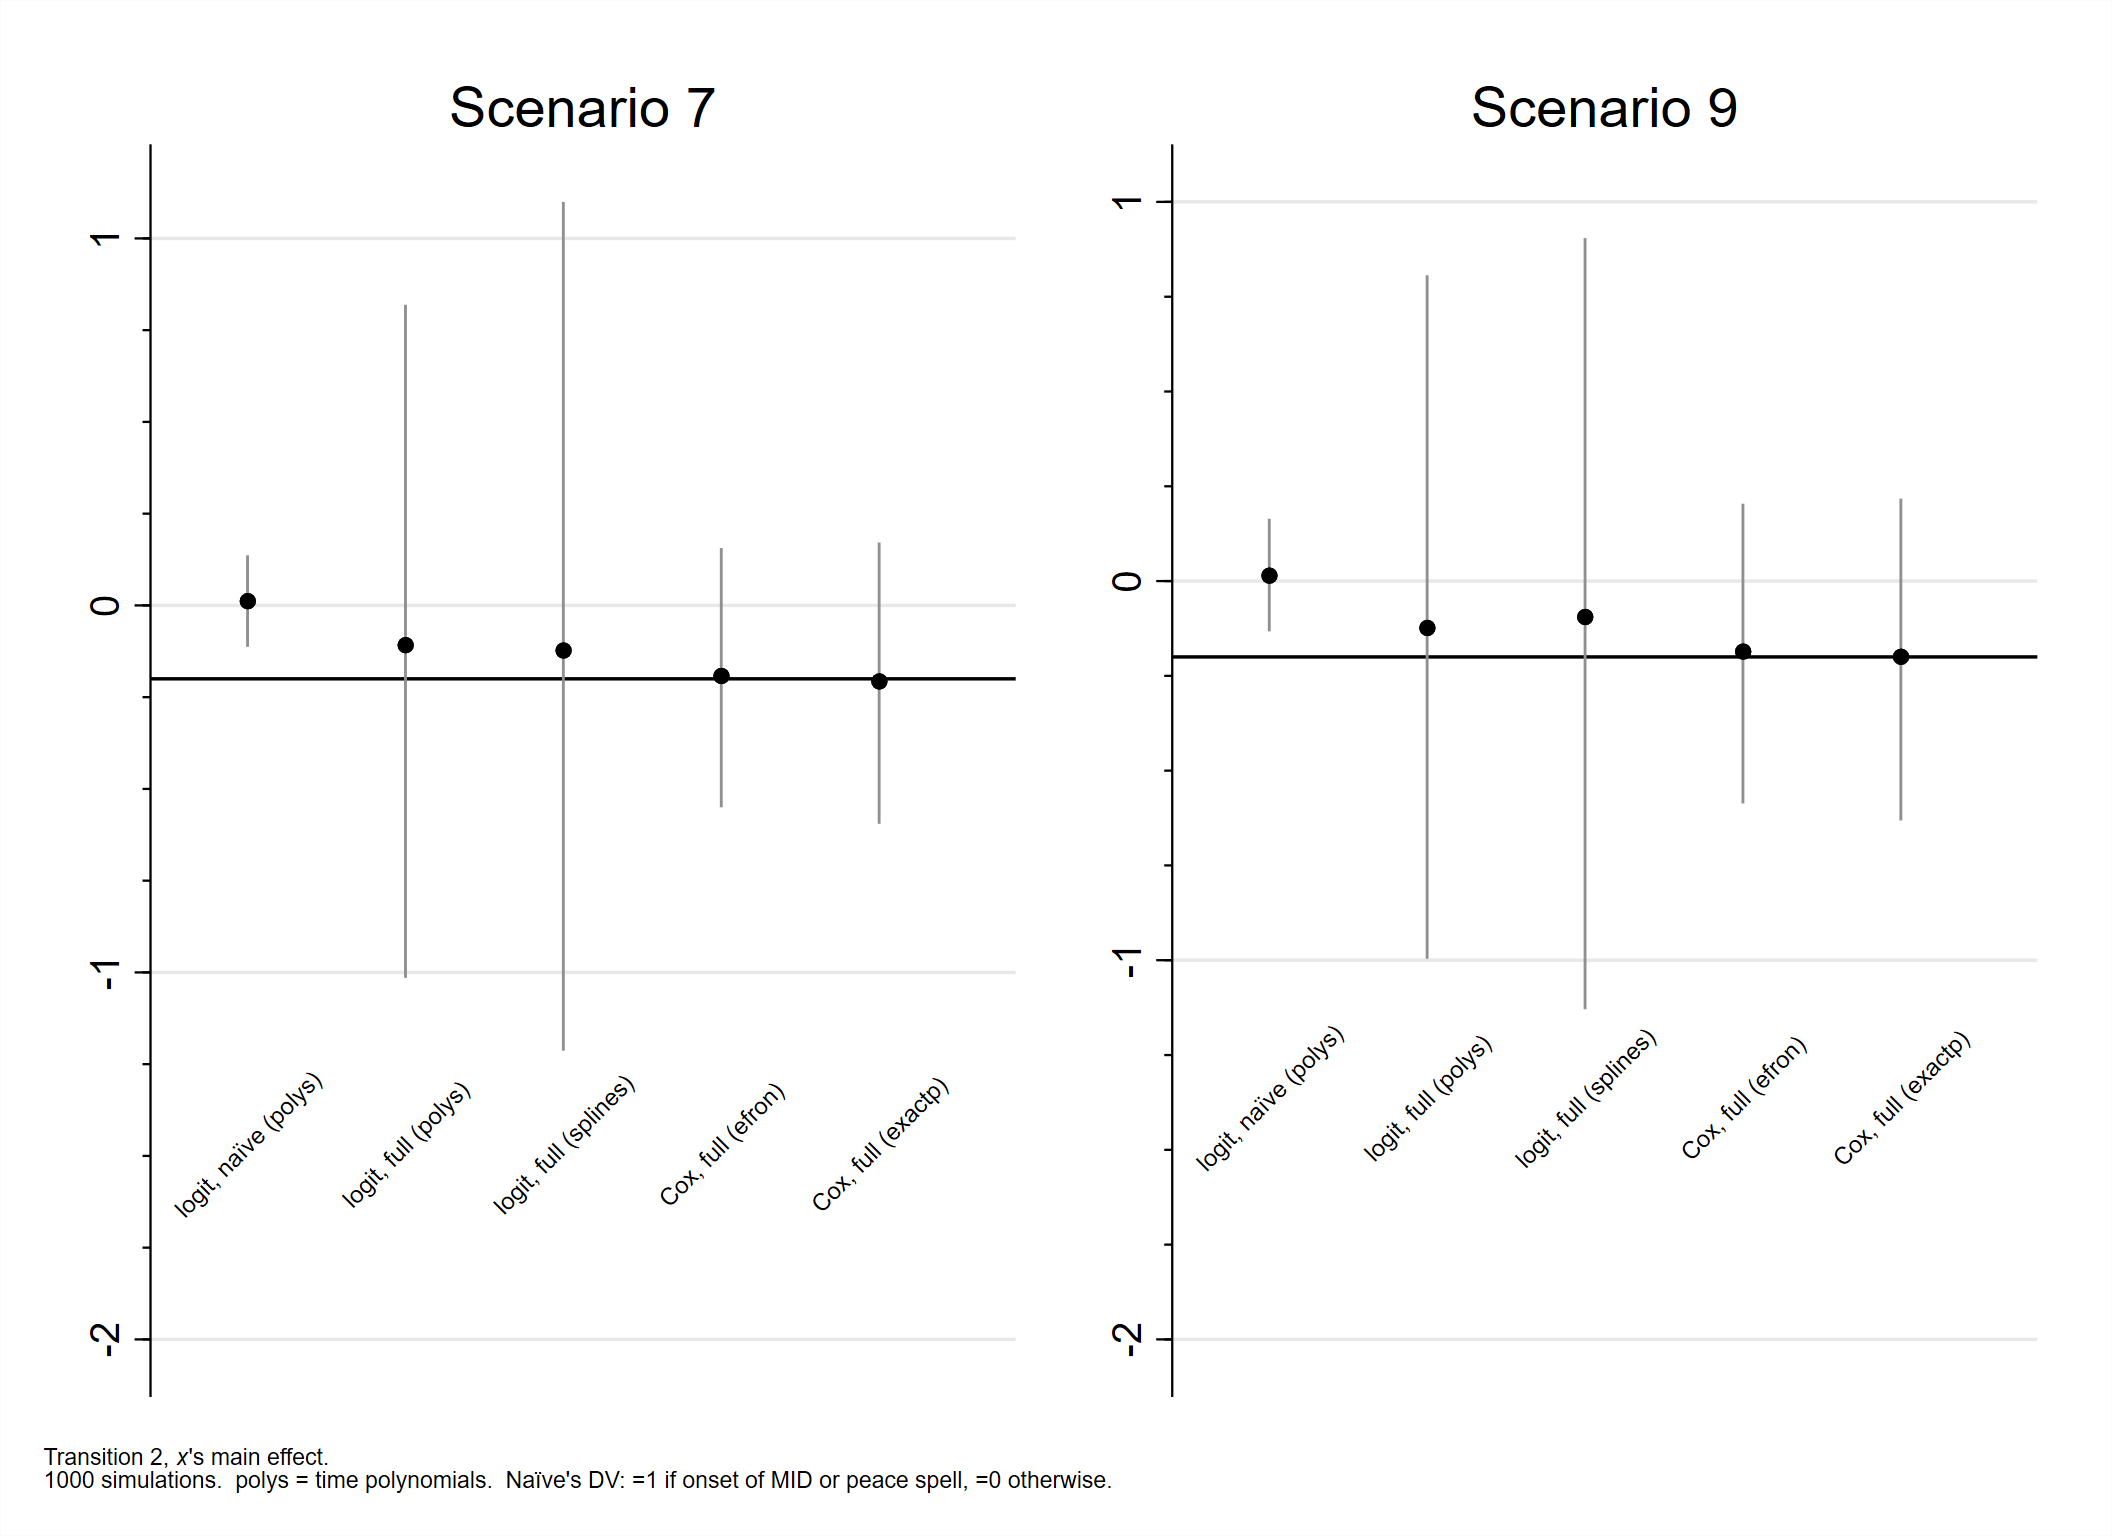 Scenario 7
1
0
-1
-2
logit, naïve (polys)
logit, full (polys)
logit, full (splines)
Cox, full (efron)
Cox, full (exactp)
Scenario 9
1
0
-1
-2
logit, naïve (polys)
logit, full (polys)
logit, full (splines)
Cox, full (efron)
Cox, full (exactp)
Transition 2, x's main effect.
1000 simulations.  polys = time polynomials.  Naïve's DV: =1 if onset of MID or peace spell, =0 otherwise.